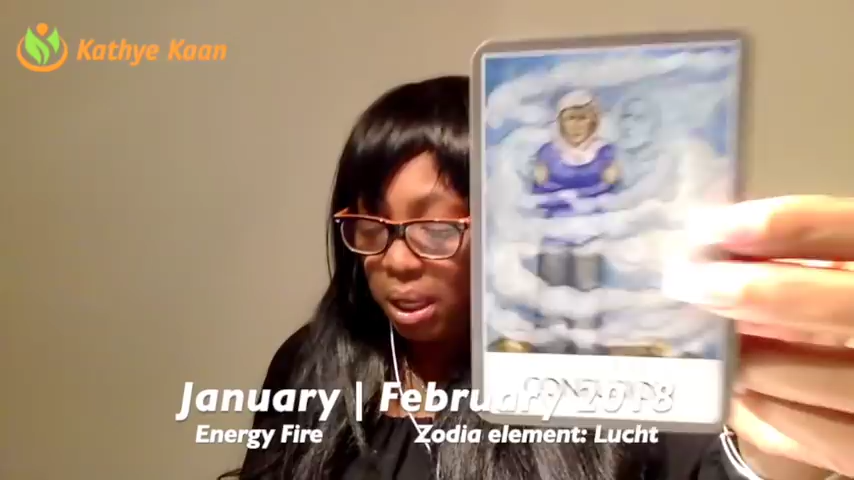 Kathye Kaan
January | February 2018
Energy Fire
Zodia element: Lucht